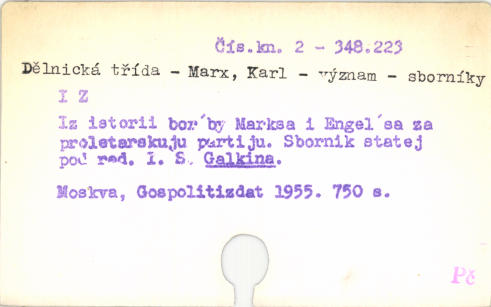 Čís.kn. 2 - 348.223
Dělnická třída - Marx, Karl - význam - sborníky
I Z
Iz istorii bor´by Marksa i Engel´sa za
proletarskuju partiju. Sbornik statej
pod red. I. S. Galkina.
Moskva, Gospolitizdat 1955. 750 s.
Pč